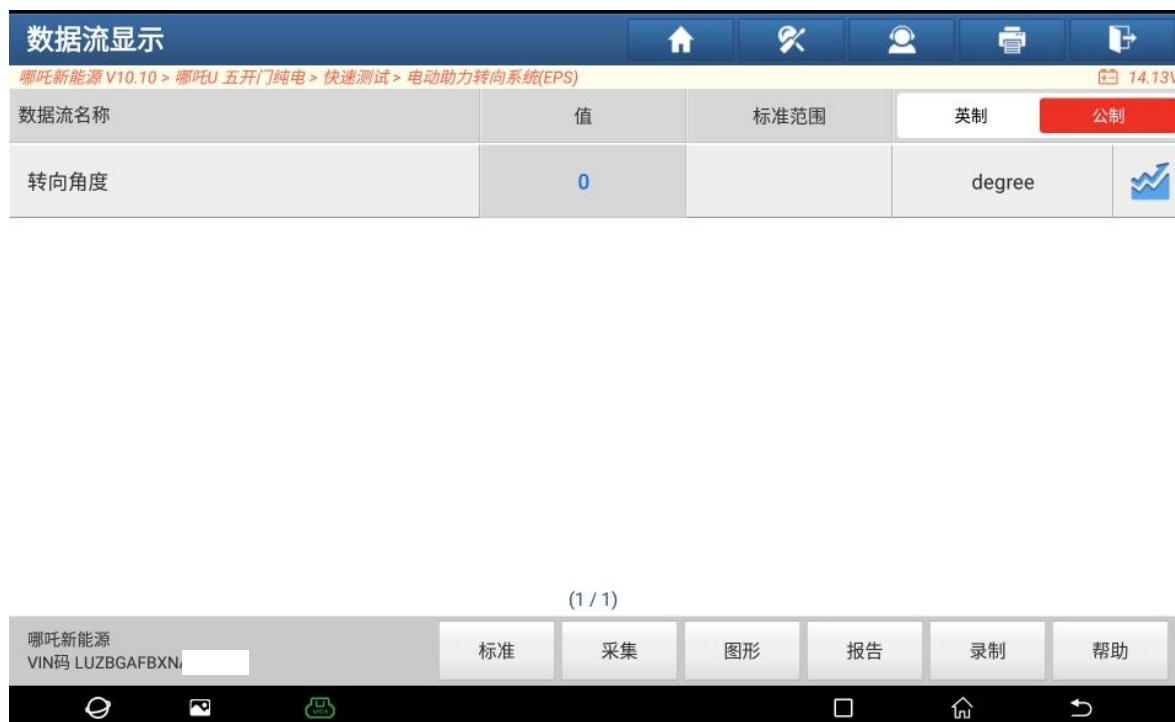 数据流显示
哪吒新能源 V10.10 > 哪吒U 五开门纯电 > 快速测试 > 电动助力转向系统(EPS) 14.13V
数据流名称 值 标准范围 英制 公制
转向角度 0 degree
(1 / 1)
哪吒新能源
VIN码 LUZBGAFBXN
标准 采集 图形 报告 录制 帮助
VCI